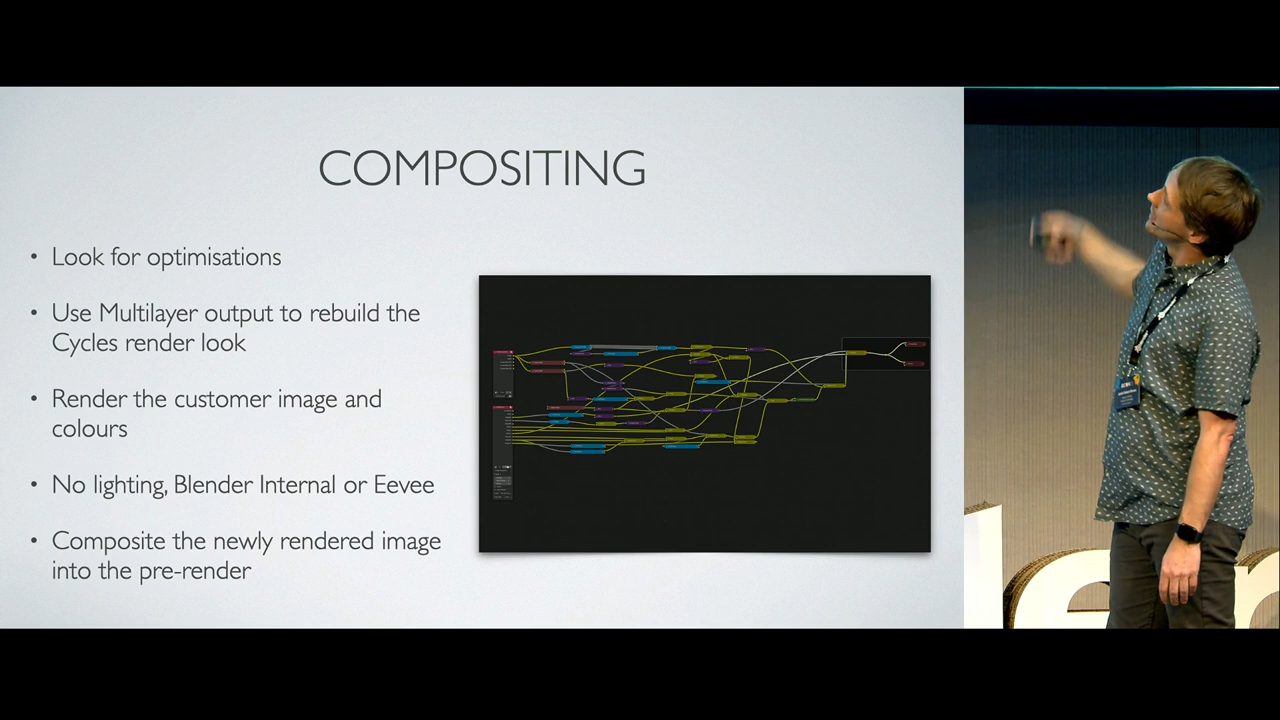 COMPOSITING
• Look for optimisations
• Use Multilayer output to rebuild the
Cycles render look
• Render the customer image and
colours
• No lighting, Blender Internal or Eevee
• Composite the newly rendered image
into the pre-render